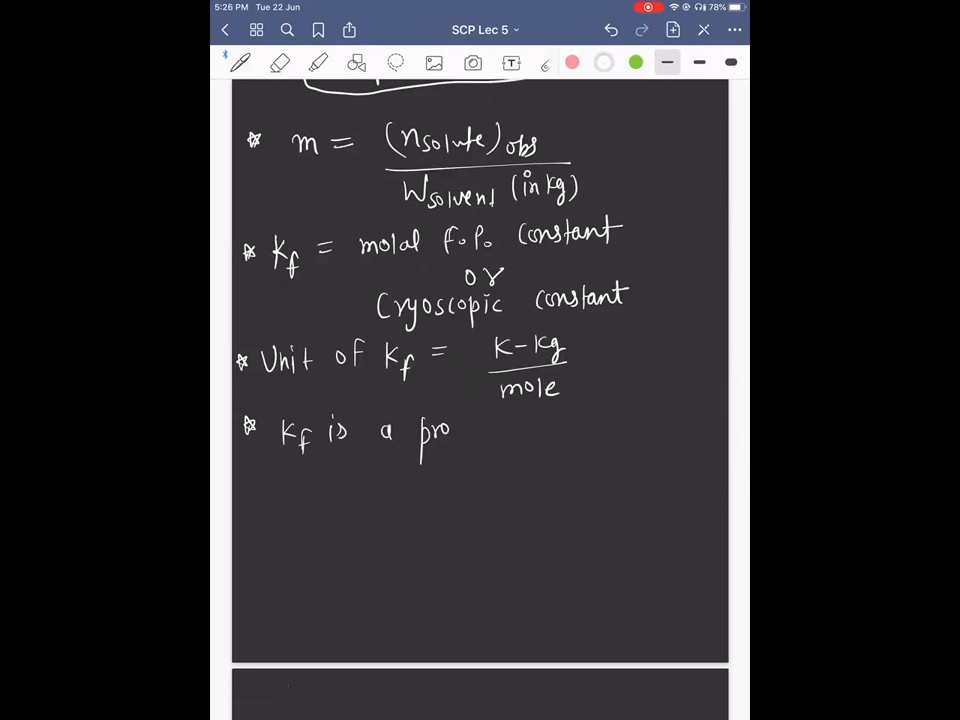 5:26 PM Tue 22 Jun 78%
SCP Lec 5
m = (nsolute)obs
Wsolvent (in kg)
Kf = molal f.p. constant
or
Cryoscopic constant
Unit of Kf = K-kg
mole
Kf is a pro